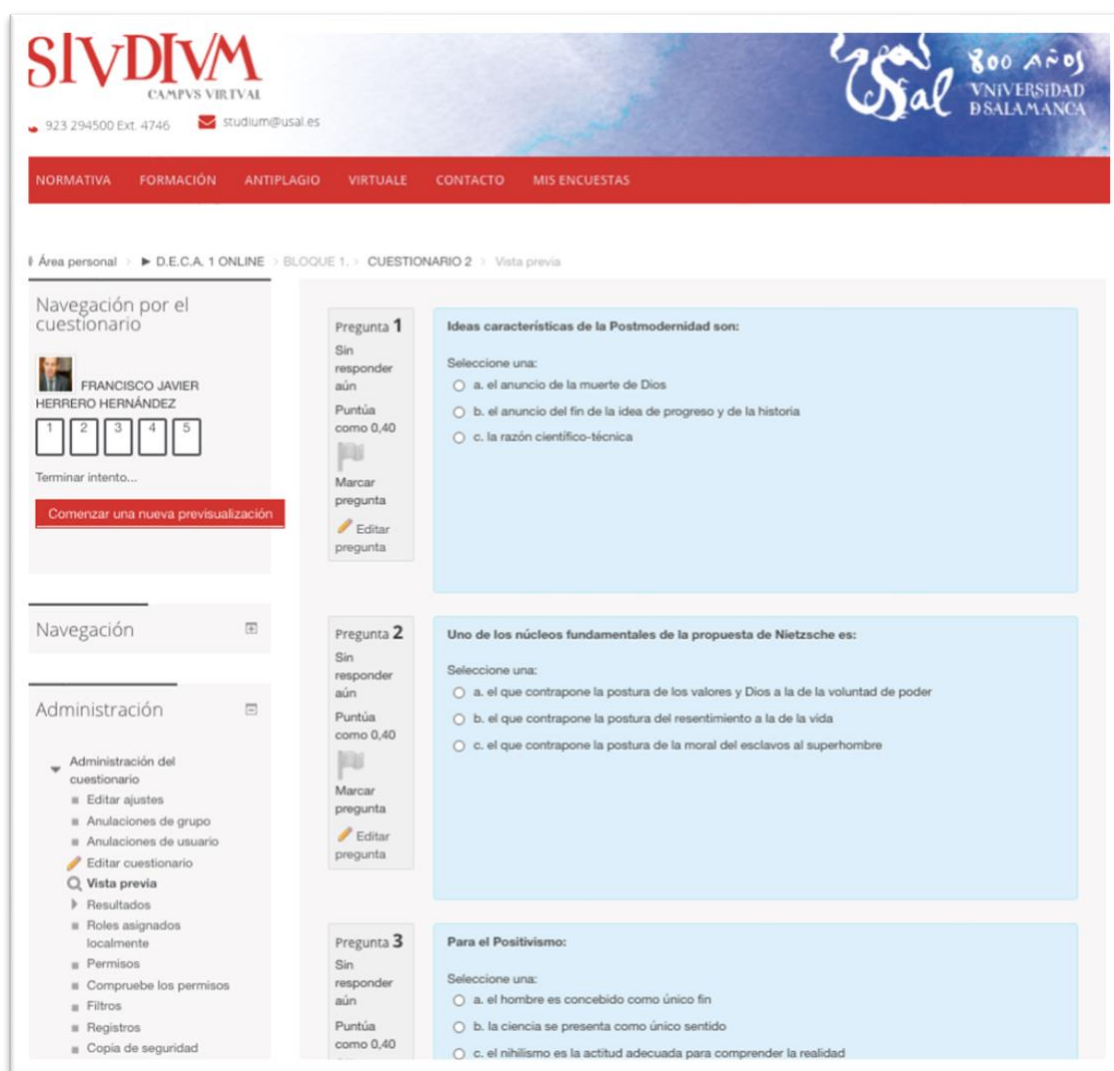 SIVDIVM
CAMPVS VIRTVAL
923 294500 Ext. 4746 studium@usal.es
Usal
800 AÑOS
VNiVERSiDAD
D SALAMANCA
NORMATIVA FORMACIÓN ANTIPLAGIO VIRTUALE CONTACTO MIS ENCUESTAS
Área personal > ► D.E.C.A. 1 ONLINE > BLOQUE 1. > CUESTIONARIO 2 > Vista previa
Navegación por el
cuestionario
FRANCISCO JAVIER
HERRERO HERNÁNDEZ
1 2 3 4 5
Terminar intento...
Comenzar una nueva previsualización
Navegación
Administración
Administración del
cuestionario
Editar ajustes
Anulaciones de grupo
Anulaciones de usuario
Editar cuestionario
Vista previa
Resultados
Roles asignados
localmente
Permisos
Compruebe los permisos
Filtros
Registros
Copia de seguridad
Pregunta 1
Sin
responder
aún
Puntúa
como 0,40
Marcar
pregunta
Editar
pregunta
Ideas características de la Postmodernidad son:
Seleccione una:
a. el anuncio de la muerte de Dios
b. el anuncio del fin de la idea de progreso y de la historia
c. la razón científico-técnica
Pregunta 2
Sin
responder
aún
Puntúa
como 0,40
Marcar
pregunta
Editar
pregunta
Uno de los núcleos fundamentales de la propuesta de Nietzsche es:
Seleccione una:
a. el que contrapone la postura de los valores y Dios a la de la voluntad de poder
b. el que contrapone la postura del resentimiento a la de la vida
c. el que contrapone la postura de la moral del esclavos al superhombre
Pregunta 3
Sin
responder
aún
Puntúa
como 0,40
Para el Positivismo:
Seleccione una:
a. el hombre es concebido como único fin
b. la ciencia se presenta como único sentido
c. el nihilismo es la actitud adecuada para comprender la realidad